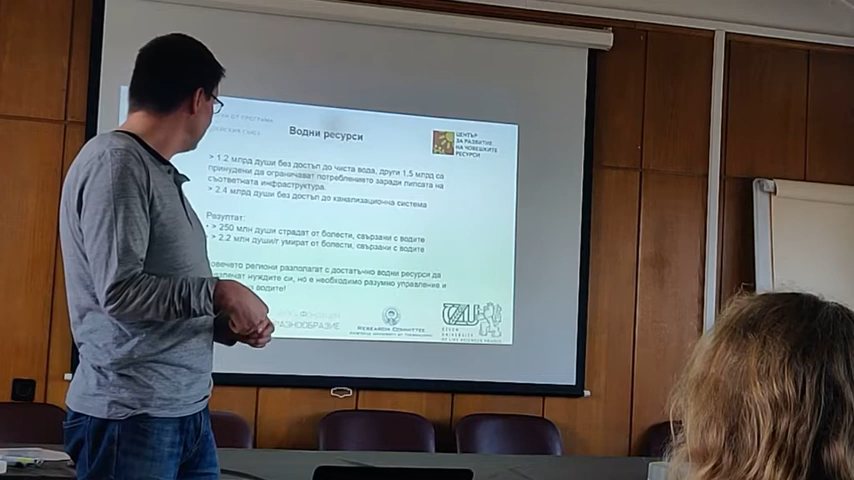 Водни ресурси
ЦЕНТЪР
ЗА РАЗВИТИЕ
НА ЧОВЕШКИТЕ
РЕСУРСИ
> 1.2 млрд души без достъп до чиста вода, други 1,5 млрд са
принудени да ограничават потреблението заради липсата на
съответната инфраструктура.
> 2.4 млрд души без достъп до канализационна система
Резултат:
> 250 млн души страдат от болести, свързани с водите
> 2.2 млн души/г умират от болести, свързани с водите
региони разполагат с достатъчно водни ресурси да
нуждите си, но е необходимо разумно управление и
водите!
RESEARCH COMMITTEE